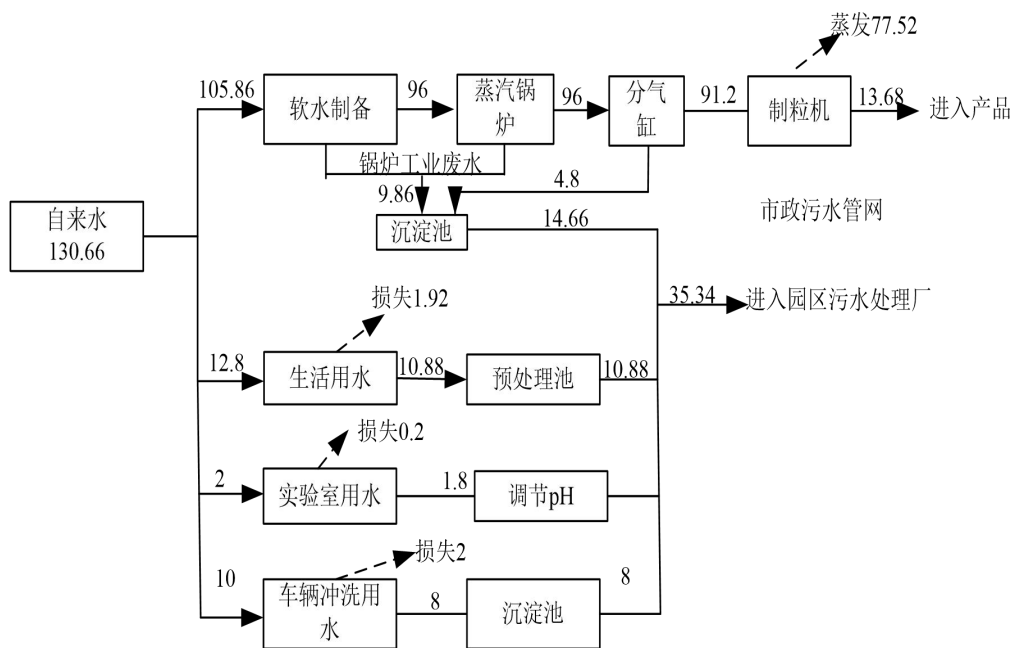 蒸发77.52
105.86
软水制备
96
蒸汽锅
炉
96
分气
缸
91.2
制粒机
13.68
进入产品
锅炉工业废水
9.86
4.8
自来水
130.66
沉淀池
14.66
市政污水管网
35.34
进入园区污水处理厂
损失1.92
12.8
生活用水
10.88
预处理池
10.88
损失0.2
2
实验室用水
1.8
调节pH
损失2
10
车辆冲洗用
水
8
沉淀池
8